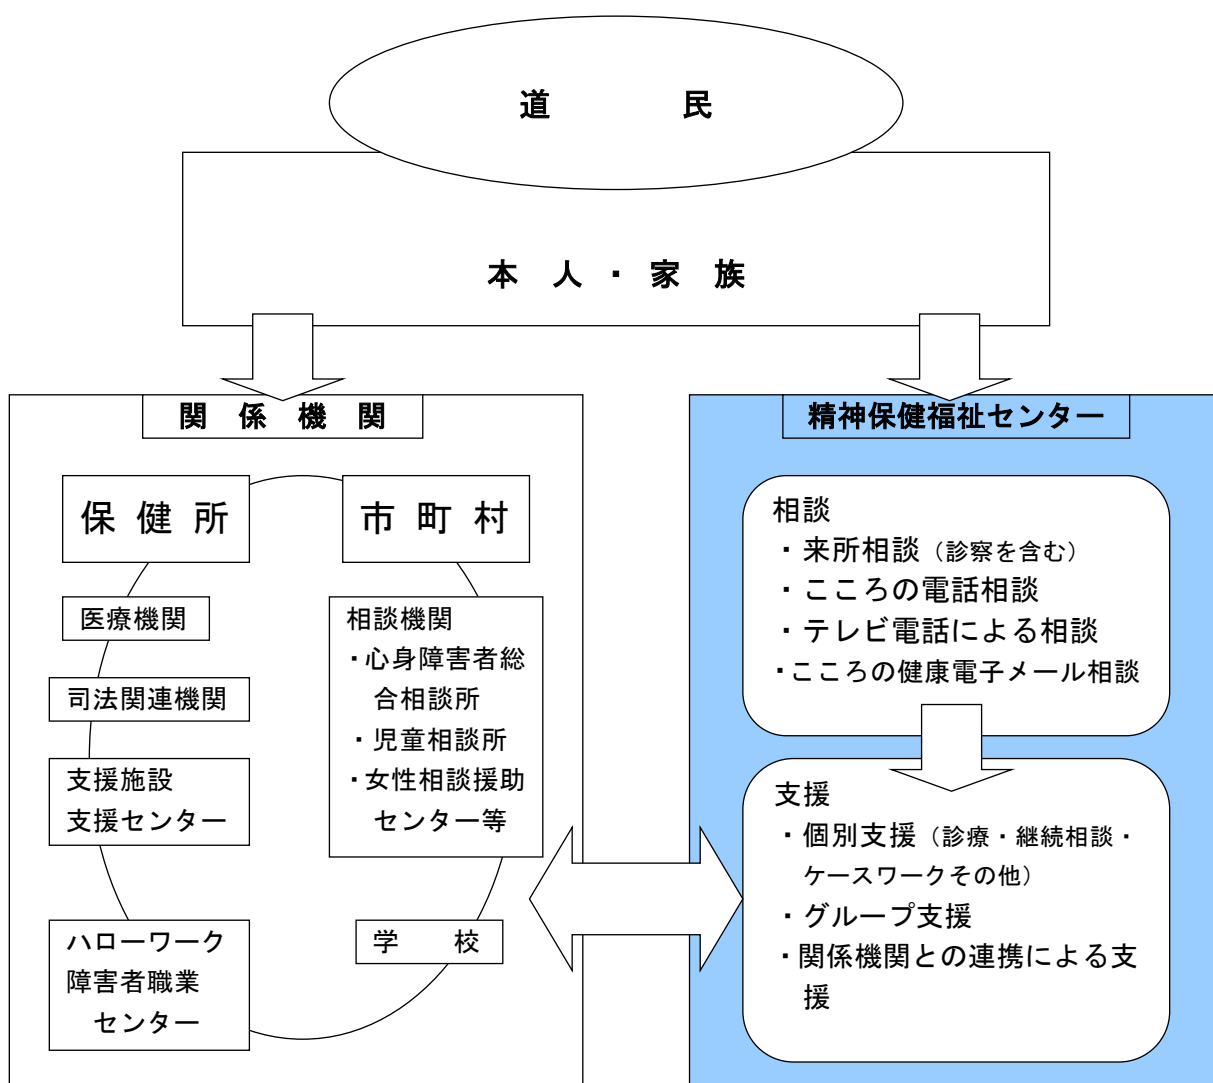 道　　民
本　人　・　家　族
関　係　機　関
保　健　所
市　町　村
医療機関
司法関連機関
支援施設
支援センター
ハローワーク
障害者職業
センター
相談機関
・心身障害者総
合相談所
・児童相談所
・女性相談援助
センター等
学　　校
精神保健福祉センター
相談
・来所相談（診察を含む）
・こころの電話相談
・テレビ電話による相談
・こころの健康電子メール相談
支援
・個別支援（診療・継続相談・
ケースワークその他）
・グループ支援
・関係機関との連携による支
援